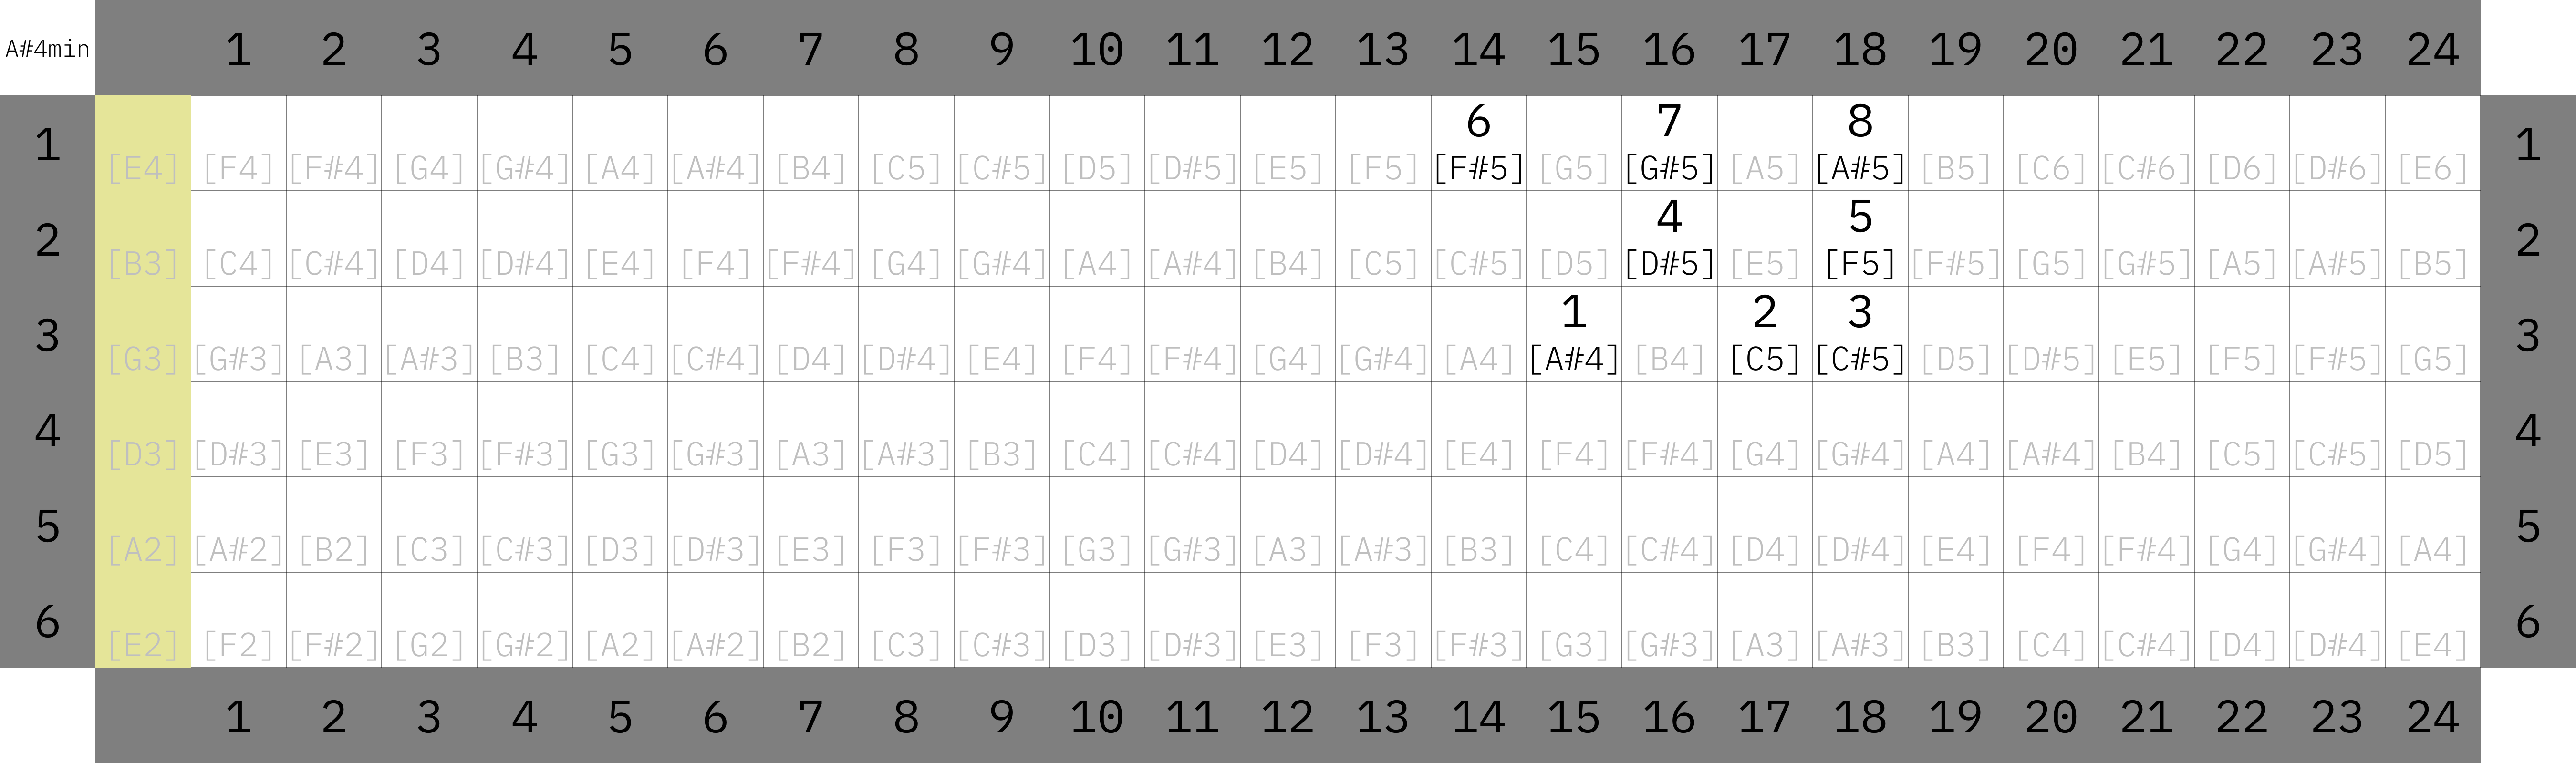 A#4min 1 2 3 4 5 6 7 8 9 10 11 12 13 14 15 16 17 18 19 20 21 22 23 24
6 7 8
1 [E4] [F4] [F#4] [G4] [G#4] [A4] [A#4] [B4] [C5] [C#5] [D5] [D#5] [E5] [F5] [F#5] [G5] [G#5] [A5] [A#5] [B5] [C6] [C#6] [D6] [D#6] [E6] 1
4 5
2 [B3] [C4] [C#4] [D4] [D#4] [E4] [F4] [F#4] [G4] [G#4] [A4] [A#4] [B4] [C5] [C#5] [D5] [D#5] [E5] [F5] [F#5] [G5] [G#5] [A5] [A#5] [B5] 2
1 2 3
3 [G3] [G#3] [A3] [A#3] [B3] [C4] [C#4] [D4] [D#4] [E4] [F4] [F#4] [G4] [G#4] [A4] [A#4] [B4] [C5] [C#5] [D5] [D#5] [E5] [F5] [F#5] [G5] 3
4 [D3] [D#3] [E3] [F3] [F#3] [G3] [G#3] [A3] [A#3] [B3] [C4] [C#4] [D4] [D#4] [E4] [F4] [F#4] [G4] [G#4] [A4] [A#4] [B4] [C5] [C#5] [D5] 4
5 [A2] [A#2] [B2] [C3] [C#3] [D3] [D#3] [E3] [F3] [F#3] [G3] [G#3] [A3] [A#3] [B3] [C4] [C#4] [D4] [D#4] [E4] [F4] [F#4] [G4] [G#4] [A4] 5
6 [E2] [F2] [F#2] [G2] [G#2] [A2] [A#2] [B2] [C3] [C#3] [D3] [D#3] [E3] [F3] [F#3] [G3] [G#3] [A3] [A#3] [B3] [C4] [C#4] [D4] [D#4] [E4] 6
1 2 3 4 5 6 7 8 9 10 11 12 13 14 15 16 17 18 19 20 21 22 23 24